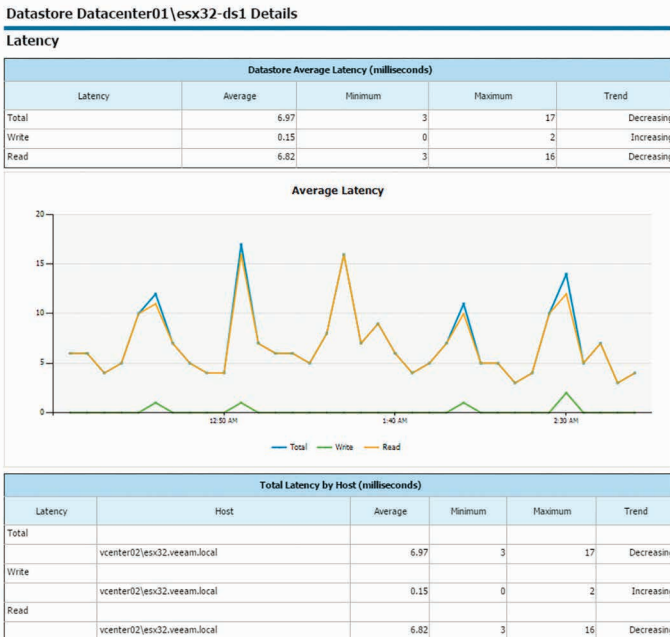 Datastore Datacenter01\esx32-ds1 Details
Latency
Datastore Average Latency (milliseconds)
Latency Average Minimum Maximum Trend
Total 6.97 3 17 Decreasing
Write 0.15 0 2 Increasing
Read 6.82 3 16 Decreasing
Average Latency
20
15
10
5
0
12:50 AM 1:40 AM 2:30 AM
Total Write Read
Total Latency by Host (milliseconds)
Latency Host Average Minimum Maximum Trend
Total
vcenter02\esx32.veeam.local 6.97 3 17 Decreasing
Write
vcenter02\esx32.veeam.local 0.15 0 2 Increasing
Read
vcenter02\esx32.veeam.local 6.82 3 16 Decreasing